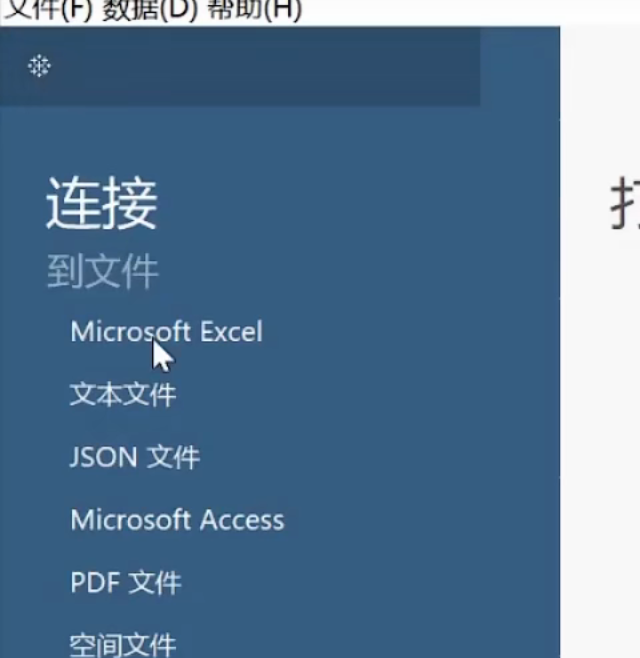 文件(F) 数据(D) 帮助(H)
连接
到文件
Microsoft Excel
文本文件
JSON 文件
Microsoft Access
PDF 文件
空间文件